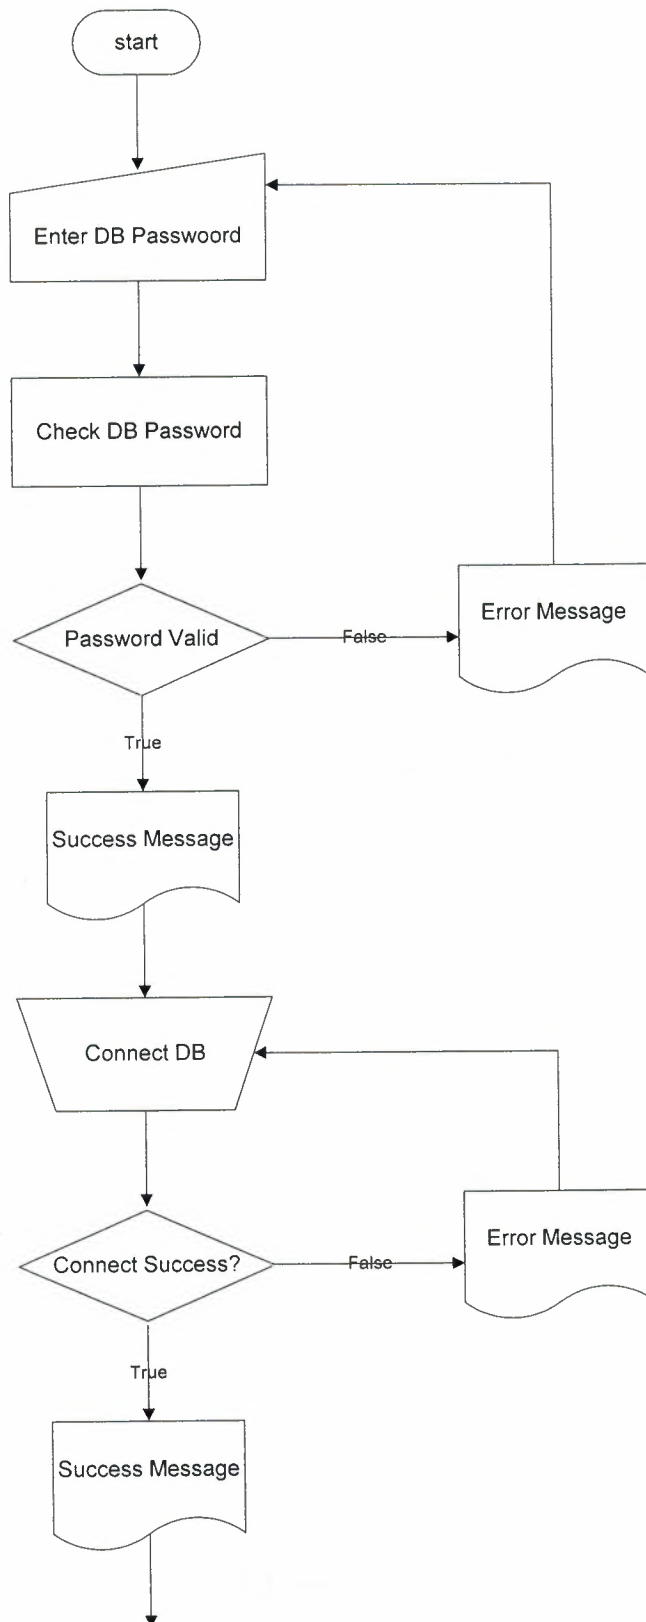 start
Enter DB Passwoord
Check DB Password
Password Valid
False
Error Message
True
Success Message
Connect DB
Connect Success?
False
Error Message
True
Success Message